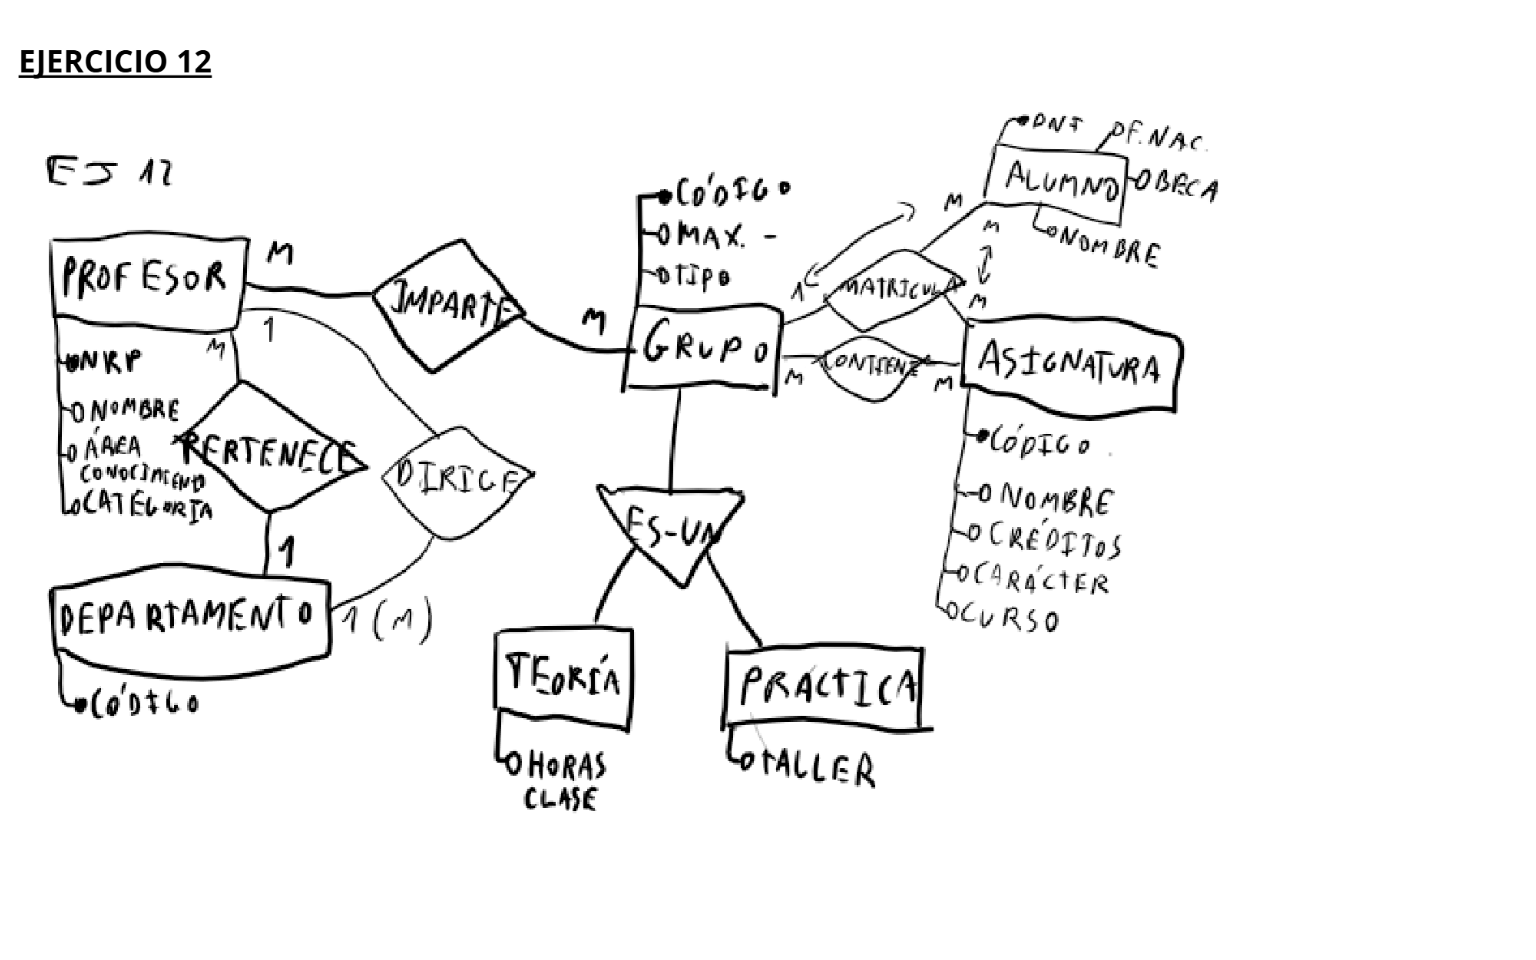 EJERCICIO 12
EJ 12
DNI
F.NAC.
ALUMNO
BECA
NOMBRE
M
M
CÓDIGO
MAX. -
TIPO
PROFESOR
M
IMPARTE
M
GRUPO
1
MATRICULA
M
M
CONTIENE
M
ASIGNATURA
1
M
NRP
NOMBRE
ÁREA
CONOCIMIENTO
CATEGORÍA
PERTENECE
DIRIGE
1
DEPARTAMENTO
1 (M)
CÓDIGO
ES-UN
TEORÍA
HORAS
CLASE
PRÁCTICA
TALLER
CÓDIGO
NOMBRE
CRÉDITOS
CARÁCTER
CURSO